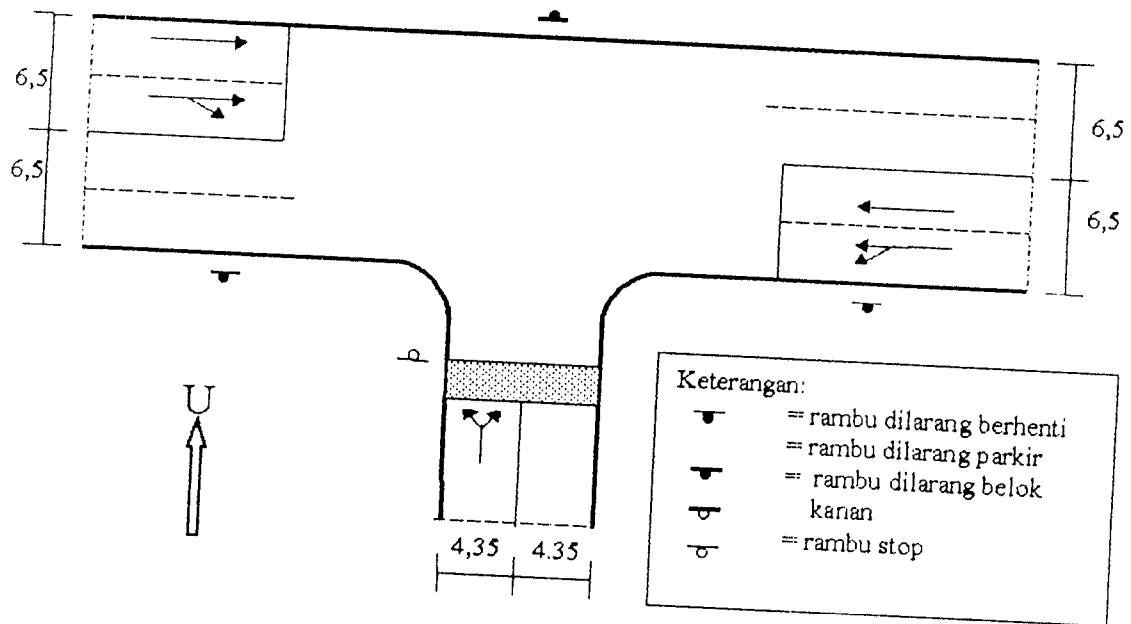 6,5
6,5
6,5
6,5
U
4,35
4.35
Keterangan:
= rambu dilarang berhenti
= rambu dilarang parkir
= rambu dilarang belok
kanan
= rambu stop